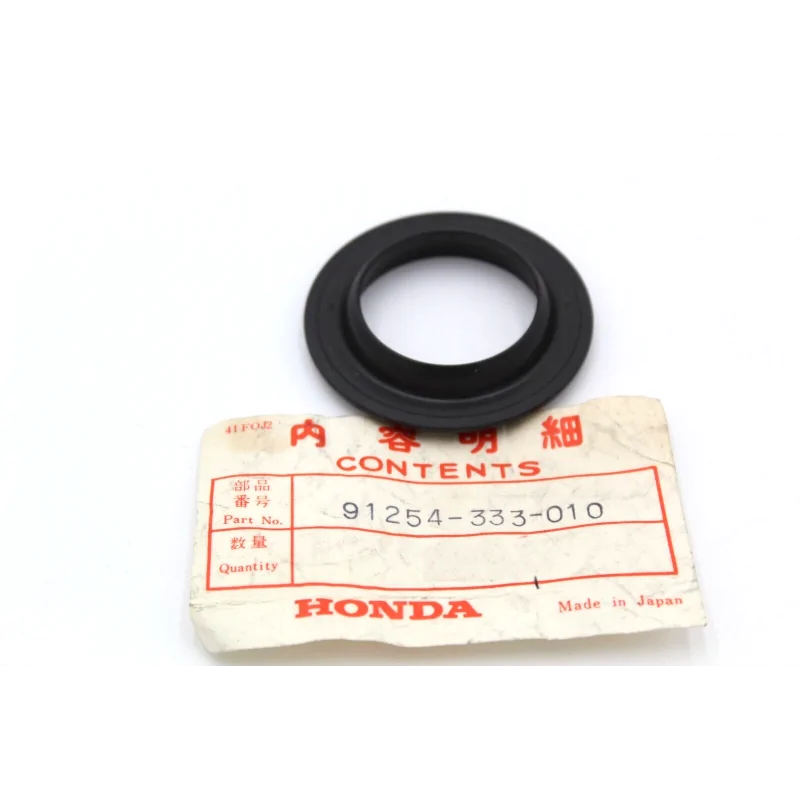 41FOJ2
内容明細
CONTENTS
部品
番号
Part No.
91254-333-010
数量
Quantity
HONDA
Made in Japan